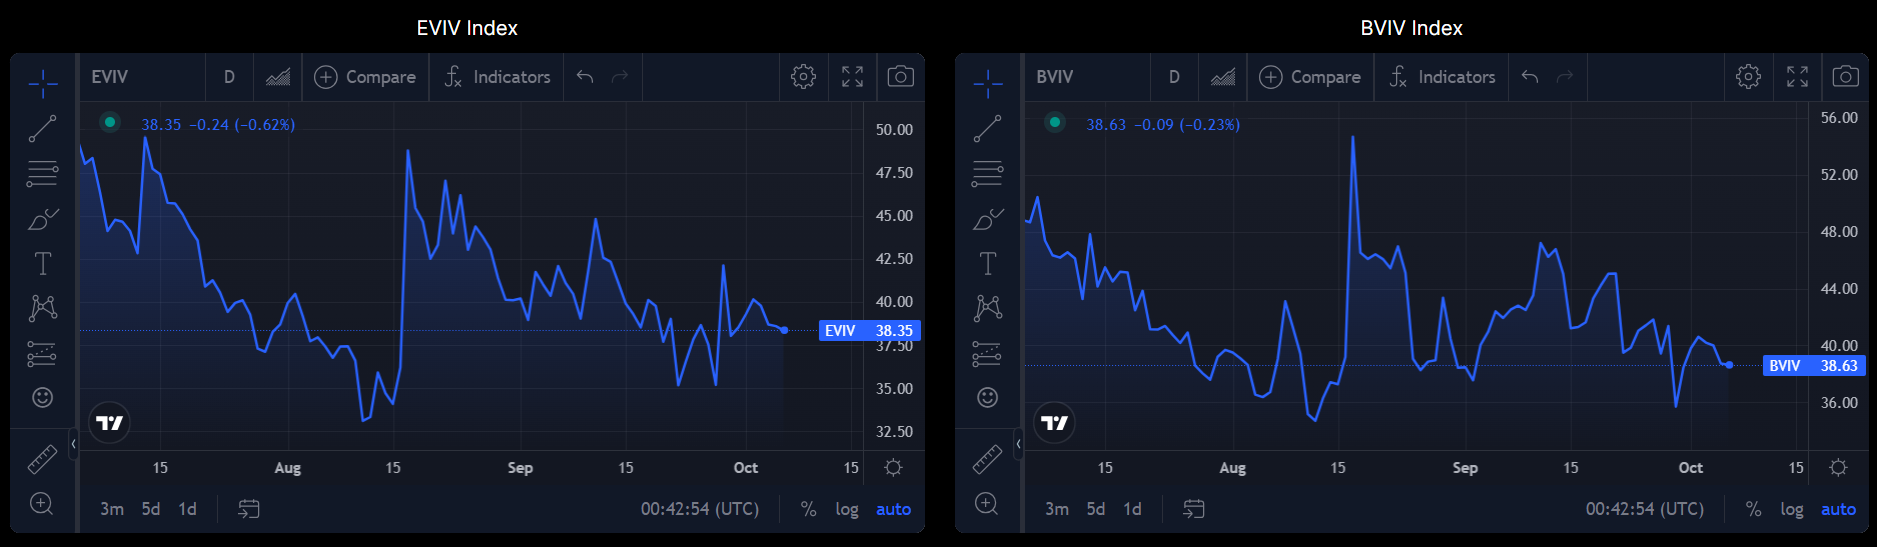 EVIV Index
EVIV D Compare Indicators
38.35 −0.24 (−0.62%)
50.00
47.50
45.00
42.50
40.00
EVIV 38.35
37.50
35.00
32.50
15 Aug 15 Sep 15 Oct 15
3m 5d 1d 00:42:54 (UTC) % log auto
BVIV Index
BVIV D Compare Indicators
38.63 −0.09 (−0.23%)
56.00
52.00
48.00
44.00
40.00
BVIV 38.63
36.00
15 Aug 15 Sep 15 Oct 15
3m 5d 1d 00:42:54 (UTC) % log auto